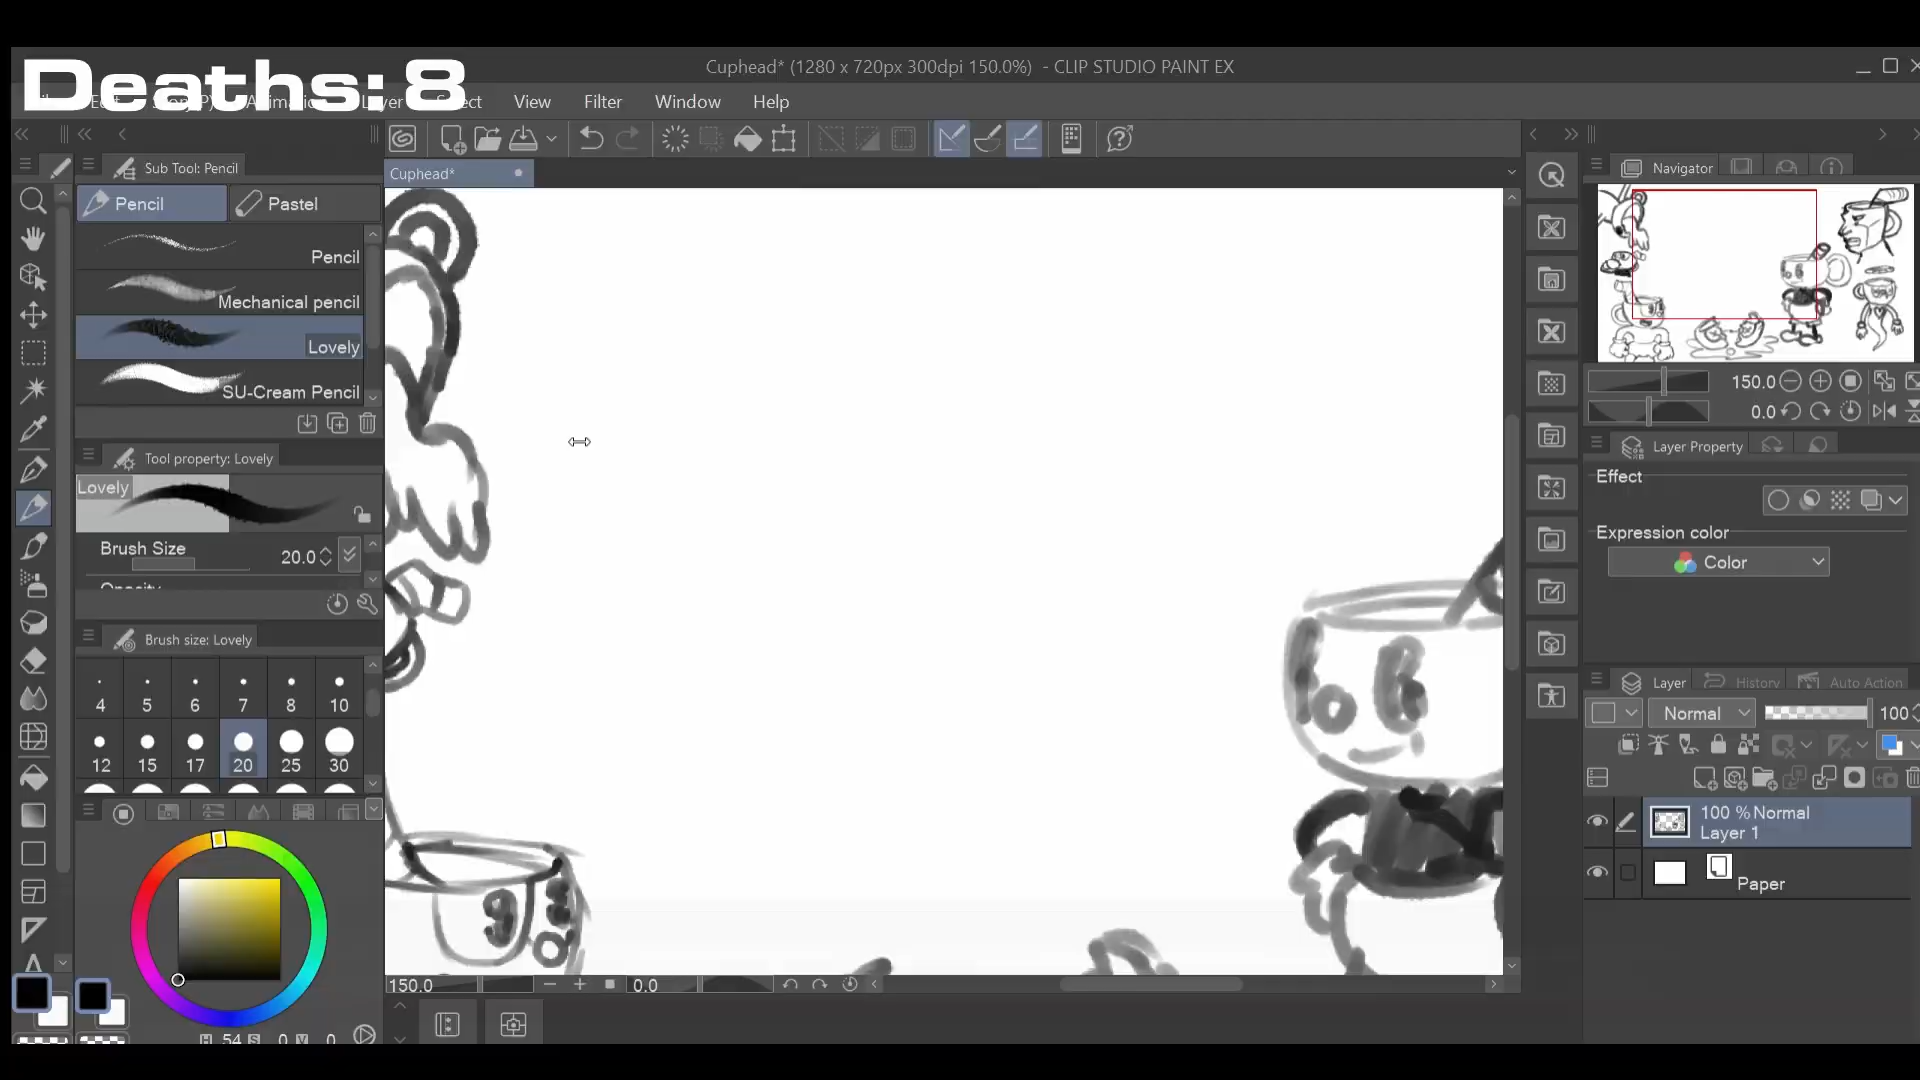 Deaths: 8
Cuphead* (1280 x 720px 300dpi 150.0%) - CLIP STUDIO PAINT EX
View
Filter
Window
Help
Sub Tool: Pencil
Cuphead*
Navigator
Pencil
Pastel
Pencil
Mechanical pencil
Lovely
SU-Cream Pencil
150.0
0.0
Layer Property
Tool property: Lovely
Lovely
Effect
Expression color
Color
Brush Size
20.0
Opacity
Brush size: Lovely
4
5
6
7
8
10
12
15
17
20
25
30
Layer
History
Auto Action
Normal
100
100 %Normal
Layer 1
Paper
150.0
0.0
H 54 S 0 V 0